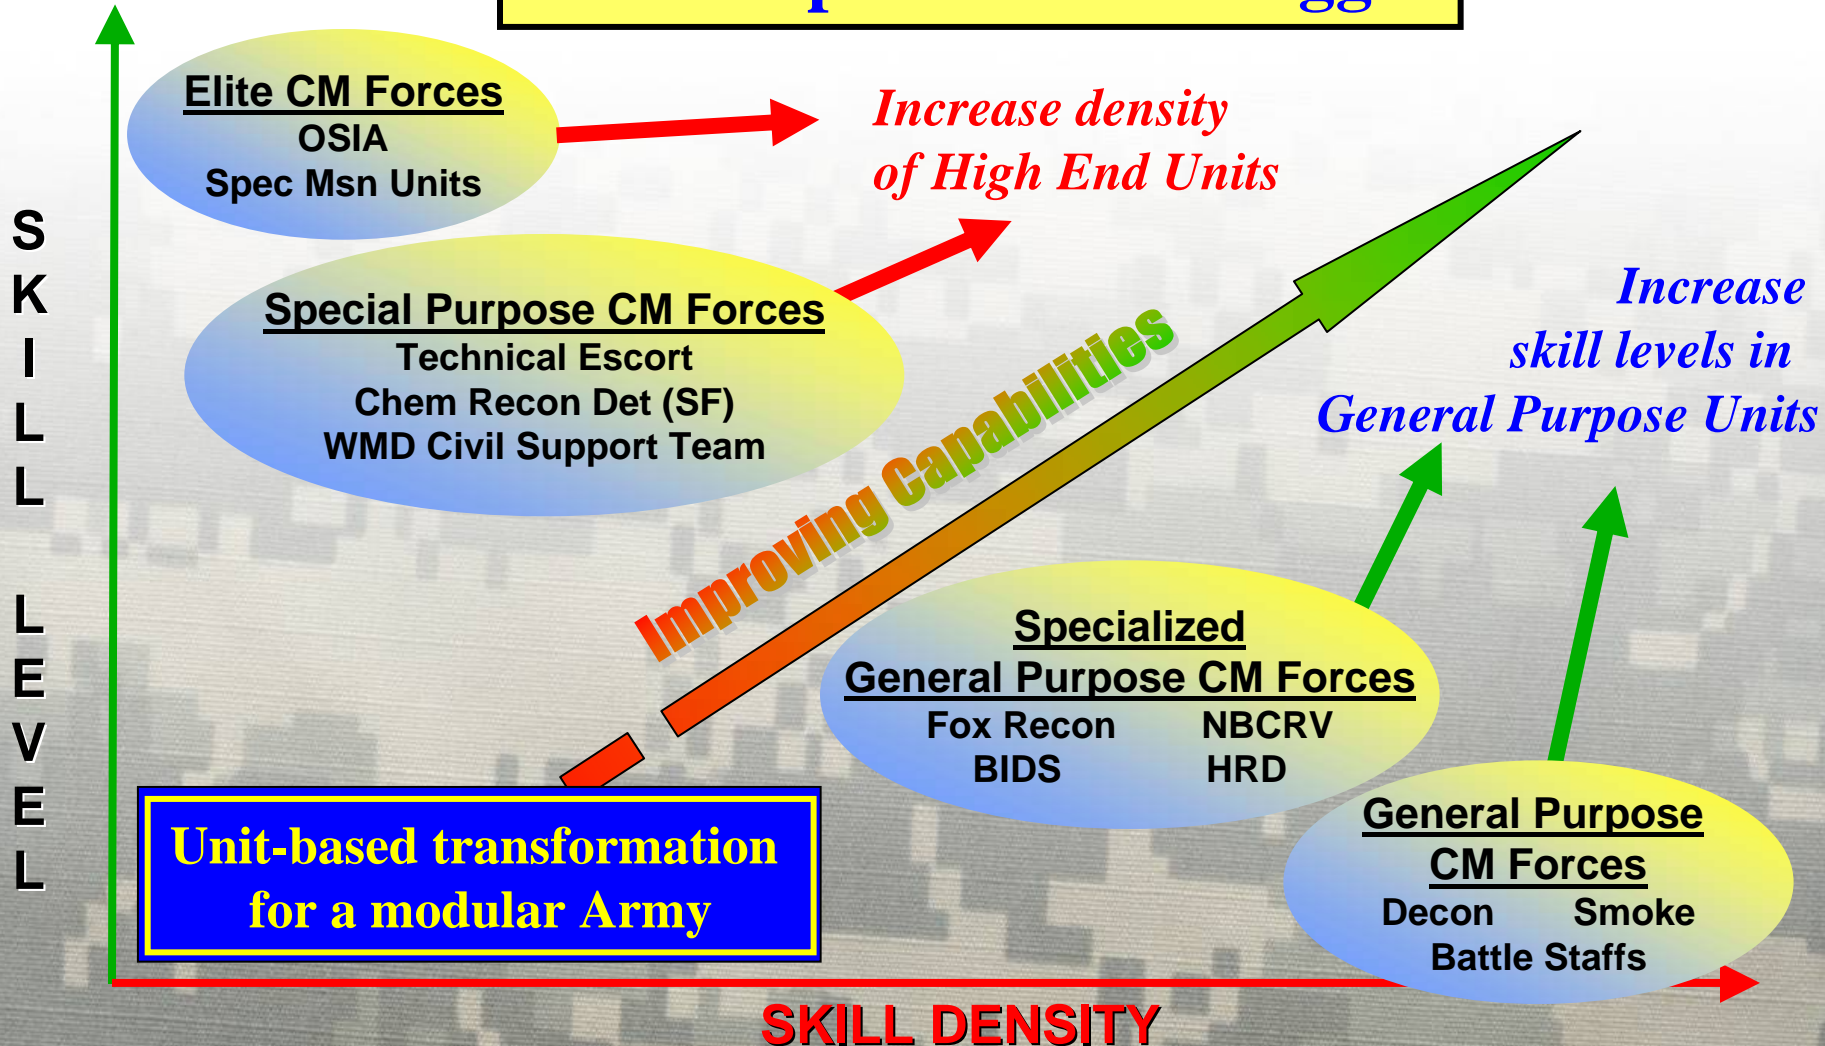 Elite CM Forces
OSIA
Spec Msn Units
Increase density
of High End Units
Special Purpose CM Forces
Technical Escort
Chem Recon Det (SF)
WMD Civil Support Team
Increase
skill levels in
General Purpose Units
Improving Capabilities
Specialized
General Purpose CM Forces
Fox Recon NBCRV
BIDS HRD
General Purpose
CM Forces
Decon Smoke
Battle Staffs
Unit-based transformation
for a modular Army
SKILL LEVEL
SKILL DENSITY